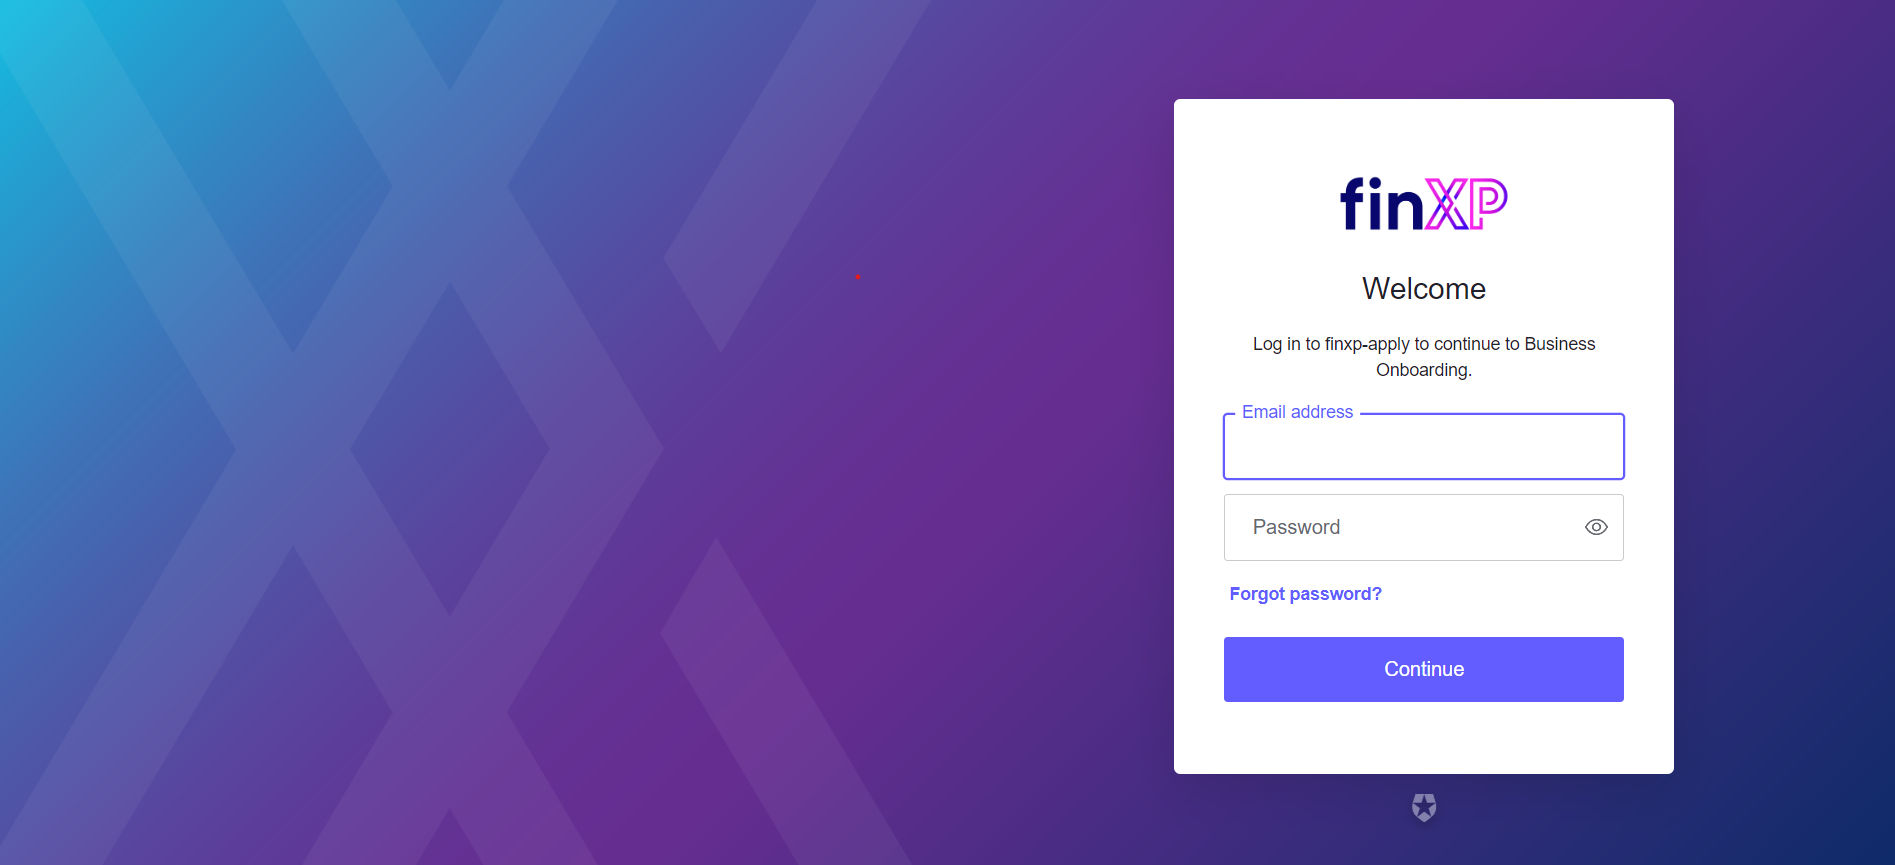 finXP
Welcome
Log in to finxp-apply to continue to Business
Onboarding.
Email address
Password
Forgot password?
Continue